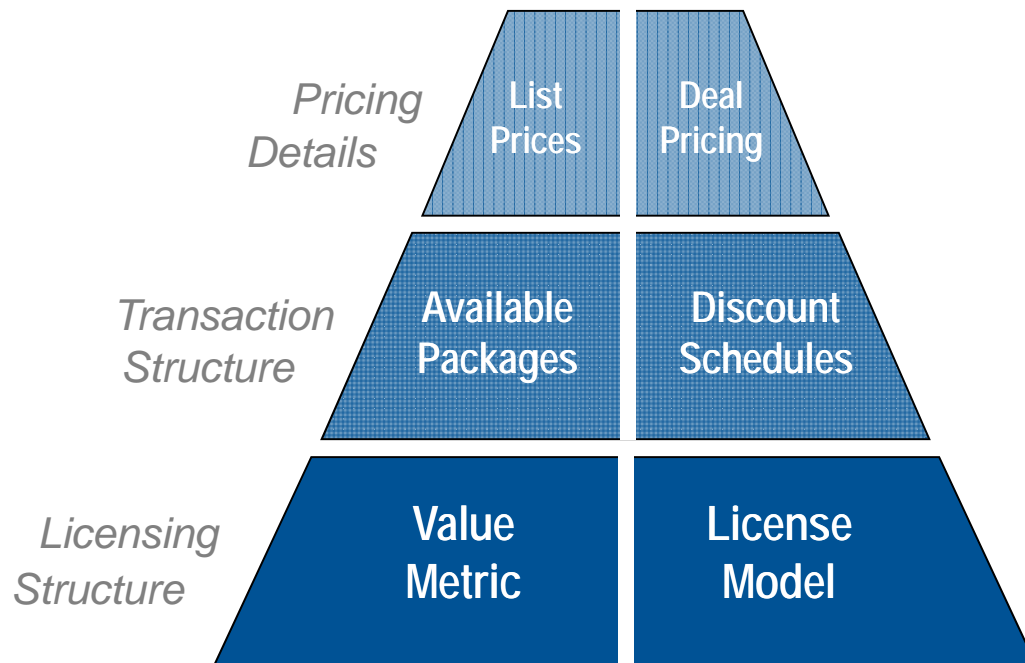 Pricing
Details
List
Prices
Deal
Pricing
Transaction
Structure
Available
Packages
Discount
Schedules
Licensing
Structure
Value
Metric
License
Model